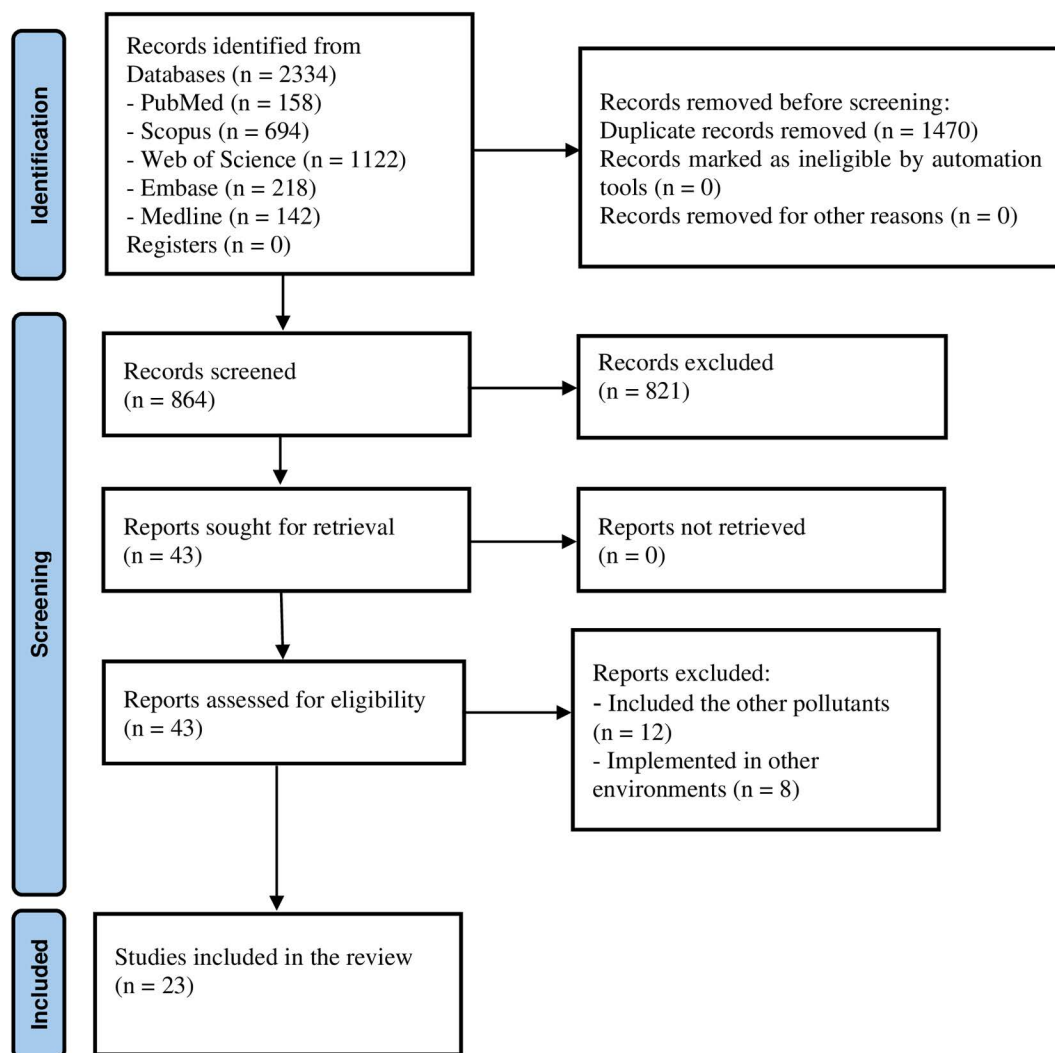 Identification
Records identified from
Databases (n = 2334)
- PubMed (n = 158)
- Scopus (n = 694)
- Web of Science (n = 1122)
- Embase (n = 218)
- Medline (n = 142)
Registers (n = 0)
Records removed before screening:
Duplicate records removed (n = 1470)
Records marked as ineligible by automation
tools (n = 0)
Records removed for other reasons (n = 0)
Screening
Records screened
(n = 864)
Records excluded
(n = 821)
Reports sought for retrieval
(n = 43)
Reports not retrieved
(n = 0)
Reports assessed for eligibility
(n = 43)
Reports excluded:
- Included the other pollutants
(n = 12)
- Implemented in other
environments (n = 8)
Included
Studies included in the review
(n = 23)